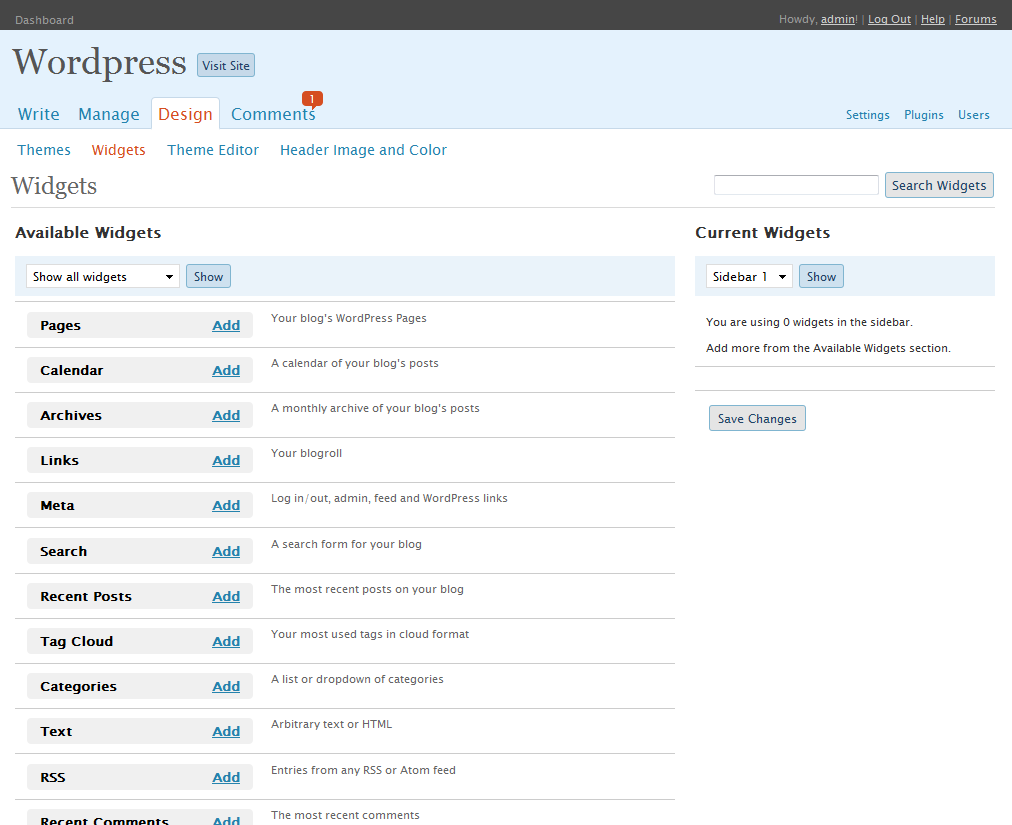 Dashboard
Howdy, admin! | Log Out | Help | Forums
Wordpress Visit Site
Write Manage Design Comments 1
Settings Plugins Users
Themes Widgets Theme Editor Header Image and Color
Widgets
Search Widgets
Available Widgets
Show all widgets Show
Pages Add Your blog's WordPress Pages
Calendar Add A calendar of your blog's posts
Archives Add A monthly archive of your blog's posts
Links Add Your blogroll
Meta Add Log in/out, admin, feed and WordPress links
Search Add A search form for your blog
Recent Posts Add The most recent posts on your blog
Tag Cloud Add Your most used tags in cloud format
Categories Add A list or dropdown of categories
Text Add Arbitrary text or HTML
RSS Add Entries from any RSS or Atom feed
Recent Comments Add The most recent comments
Current Widgets
Sidebar 1 Show
You are using 0 widgets in the sidebar.
Add more from the Available Widgets section.
Save Changes